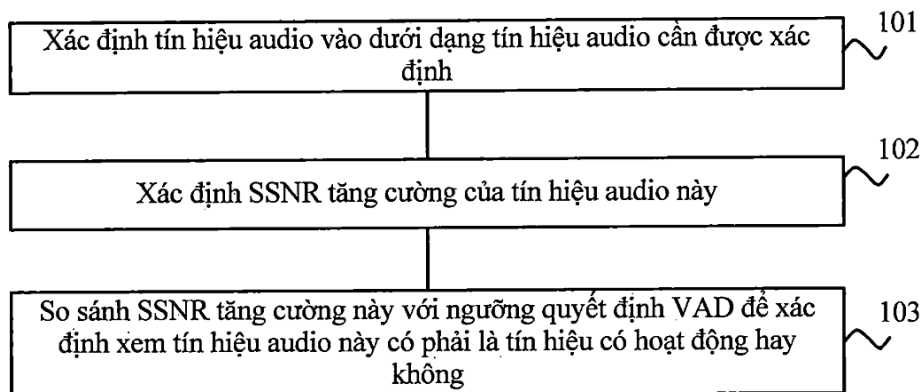 101
Xác định tín hiệu audio vào dưới dạng tín hiệu audio cần được xác
định
102
Xác định SSNR tăng cường của tín hiệu audio này
103
So sánh SSNR tăng cường này với ngưỡng quyết định VAD để xác
định xem tín hiệu audio này có phải là tín hiệu có hoạt động hay
không